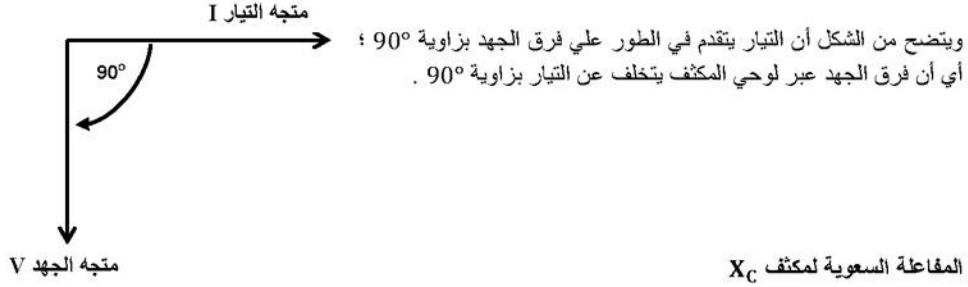 متجه التيار I
ويتضح من الشكل أن التيار يتقدم في الطور علي فرق الجهد بزاوية 90° ؛
أي أن فرق الجهد عبر لوحي المكثف يتخلف عن التيار بزاوية 90° .
90°
متجه الجهد V
المفاعلة السعوية لمكثف X_C